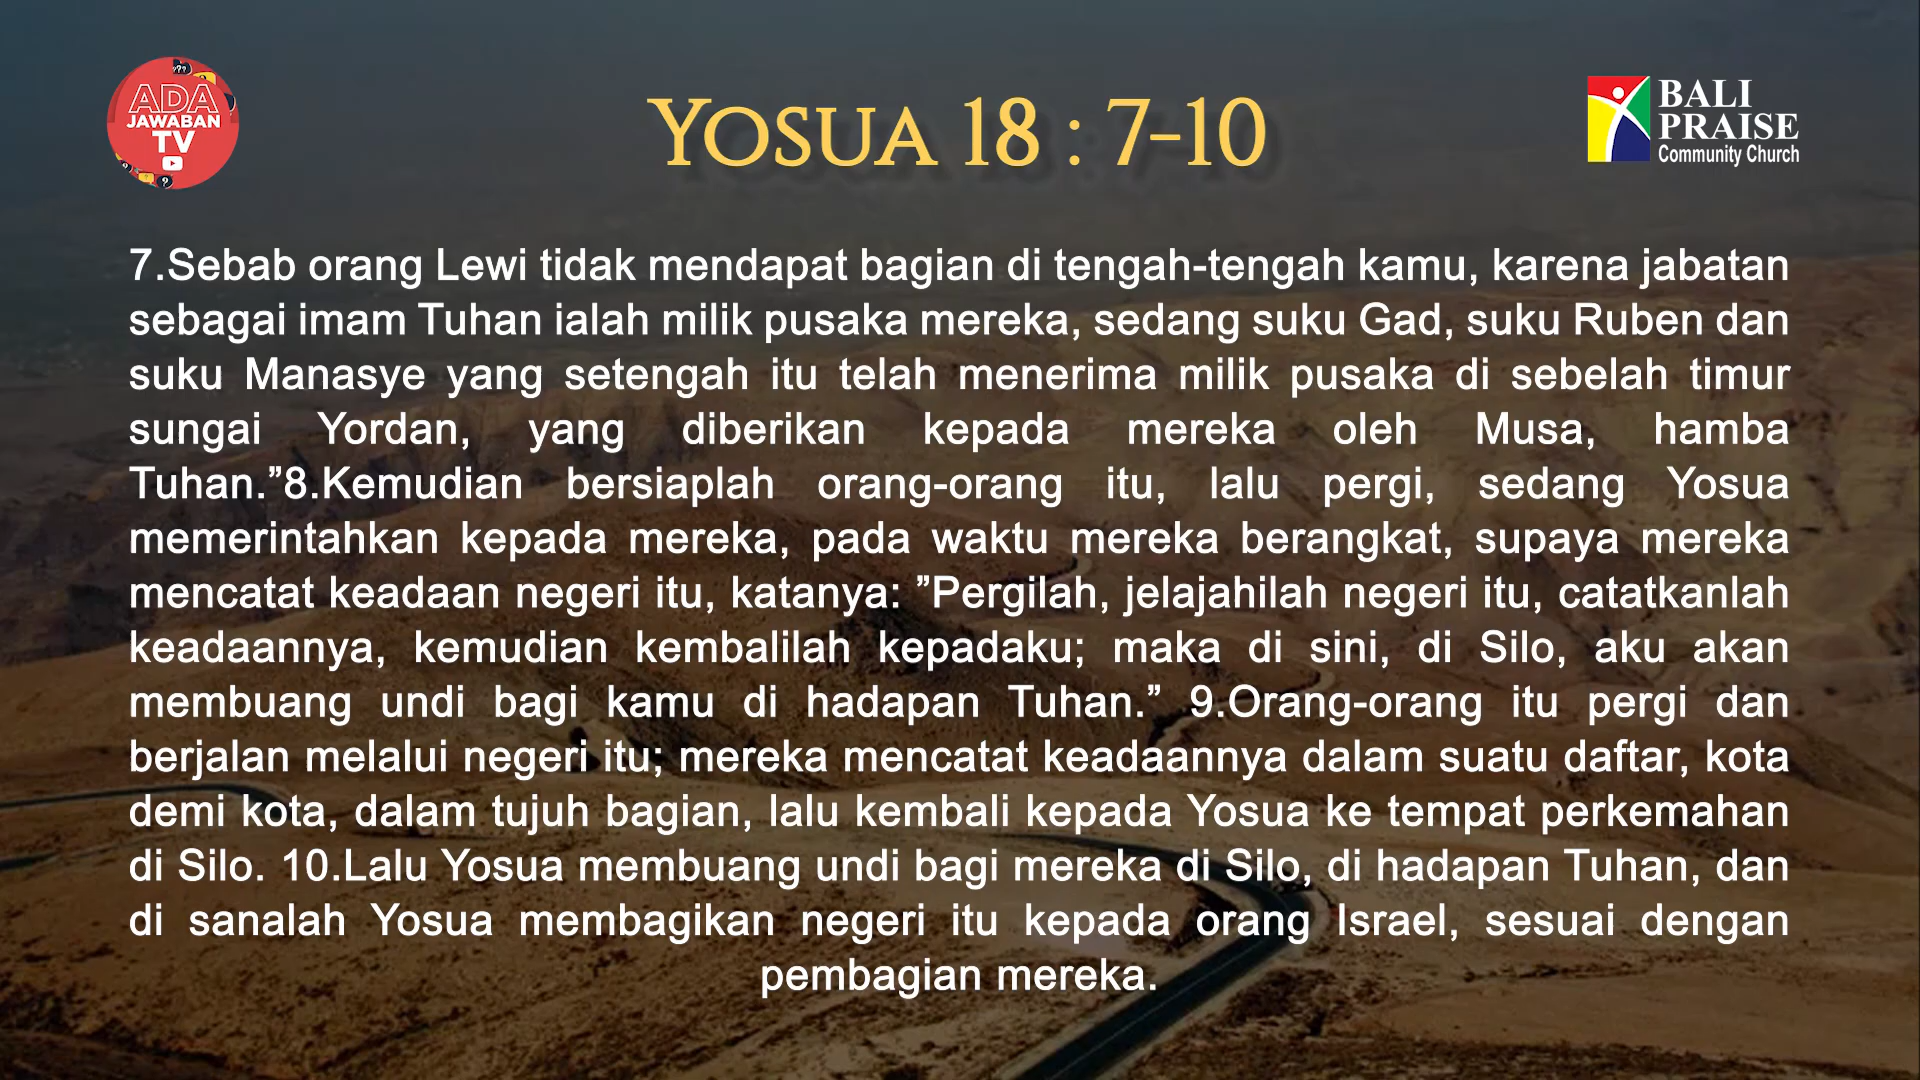 ADA
JAWABAN
TV
Yosua 18 : 7-10
BALI
PRAISE
Community Church
7.Sebab orang Lewi tidak mendapat bagian di tengah-tengah kamu, karena jabatan
sebagai imam Tuhan ialah milik pusaka mereka, sedang suku Gad, suku Ruben dan
suku Manasye yang setengah itu telah menerima milik pusaka di sebelah timur
sungai Yordan, yang diberikan kepada mereka oleh Musa, hamba
Tuhan.”8.Kemudian bersiaplah orang-orang itu, lalu pergi, sedang Yosua
memerintahkan kepada mereka, pada waktu mereka berangkat, supaya mereka
mencatat keadaan negeri itu, katanya: ”Pergilah, jelajahilah negeri itu, catatkanlah
keadaannya, kemudian kembalilah kepadaku; maka di sini, di Silo, aku akan
membuang undi bagi kamu di hadapan Tuhan.” 9.Orang-orang itu pergi dan
berjalan melalui negeri itu; mereka mencatat keadaannya dalam suatu daftar, kota
demi kota, dalam tujuh bagian, lalu kembali kepada Yosua ke tempat perkemahan
di Silo. 10.Lalu Yosua membuang undi bagi mereka di Silo, di hadapan Tuhan, dan
di sanalah Yosua membagikan negeri itu kepada orang Israel, sesuai dengan
pembagian mereka.